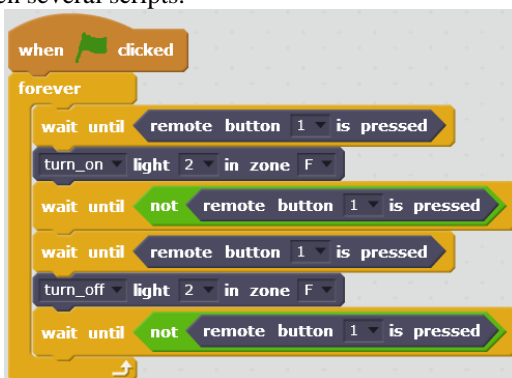 several scripts.
when clicked
forever
wait until remote button 1 is pressed
turn_on light 2 in zone F
wait until not remote button 1 is pressed
wait until remote button 1 is pressed
turn_off light 2 in zone F
wait until not remote button 1 is pressed